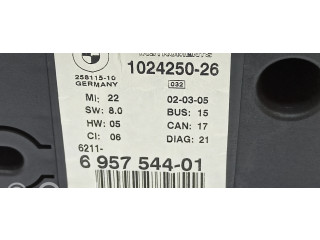 1024250-26
258115-10
GERMANY
032
MI: 22 02-03-05
SW: 8.0 BUS: 15
HW: 05 CAN: 17
CI: 06 DIAG: 21
6211-
6 957 544-01